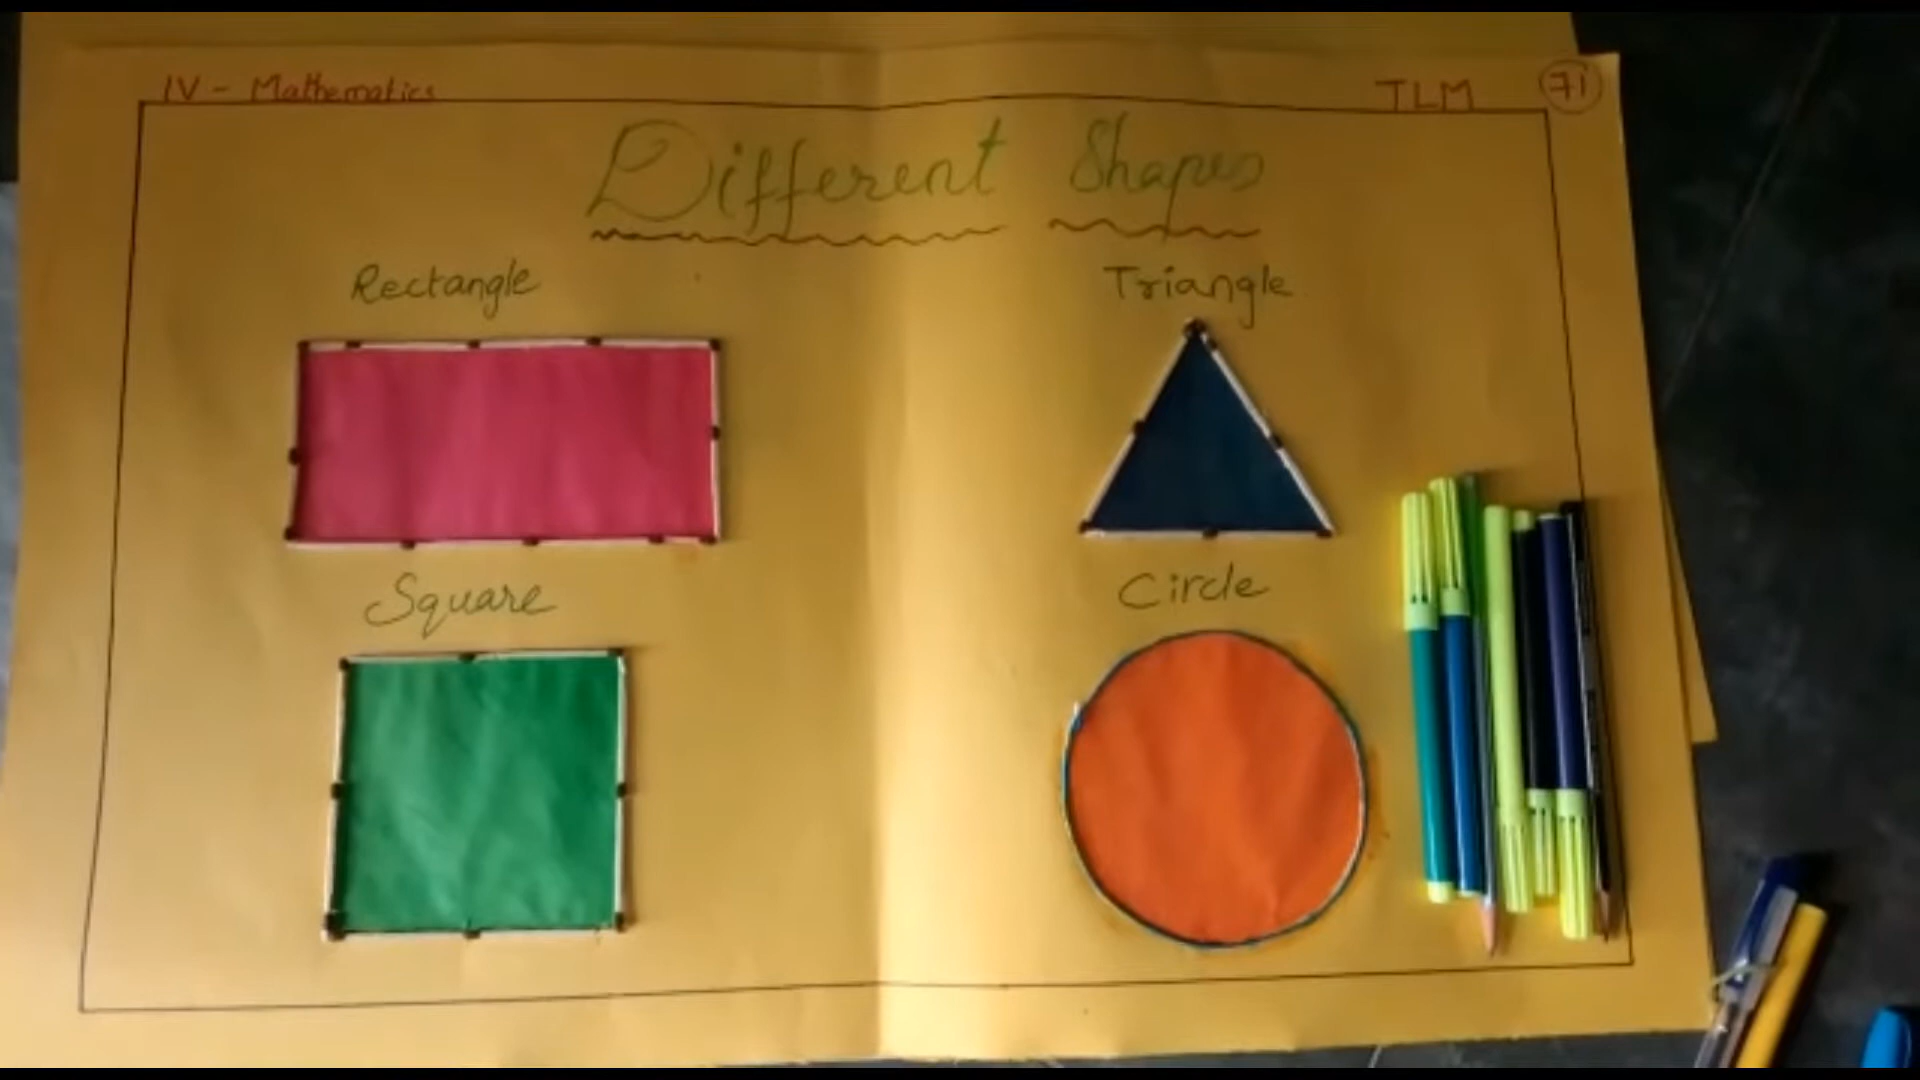 IV - Mathematics
TLM
71
Different Shapes
Rectangle
Triangle
Square
Circle